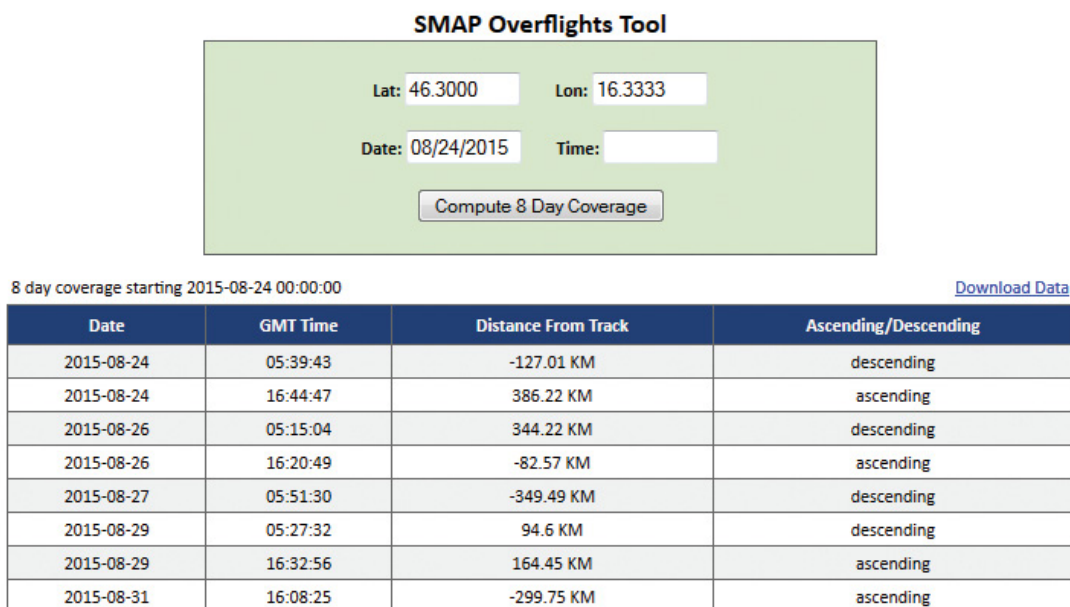 SMAP Overflights Tool
Lat: 46.3000 Lon: 16.3333
Date: 08/24/2015 Time:
Compute 8 Day Coverage
8 day coverage starting 2015-08-24 00:00:00 Download Data
Date GMT Time Distance From Track Ascending/Descending
2015-08-24 05:39:43 -127.01 KM descending
2015-08-24 16:44:47 386.22 KM ascending
2015-08-26 05:15:04 344.22 KM descending
2015-08-26 16:20:49 -82.57 KM ascending
2015-08-27 05:51:30 -349.49 KM descending
2015-08-29 05:27:32 94.6 KM descending
2015-08-29 16:32:56 164.45 KM ascending
2015-08-31 16:08:25 -299.75 KM ascending